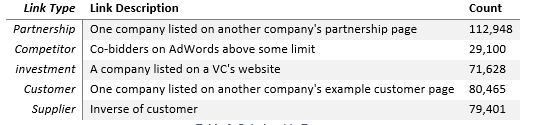 Link Type Link Description Count
Partnership One company listed on another company's partnership page 112,948
Competitor Co-bidders on AdWords above some limit 29,100
investment A company listed on a VC's website 71,628
Customer One company listed on another company's example customer page 80,465
Supplier Inverse of customer 79,401